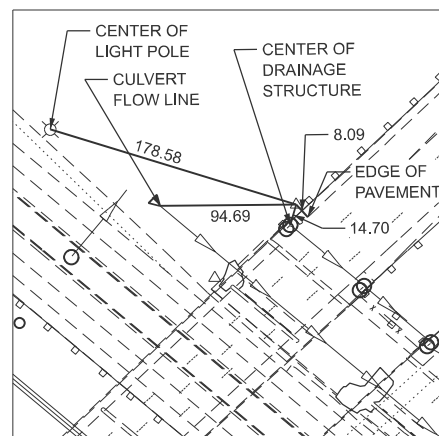 CENTER OF
LIGHT POLE
CULVERT
FLOW LINE
CENTER OF
DRAINAGE
STRUCTURE
8.09
178.58
EDGE OF
PAVEMENT
94.69
14.70